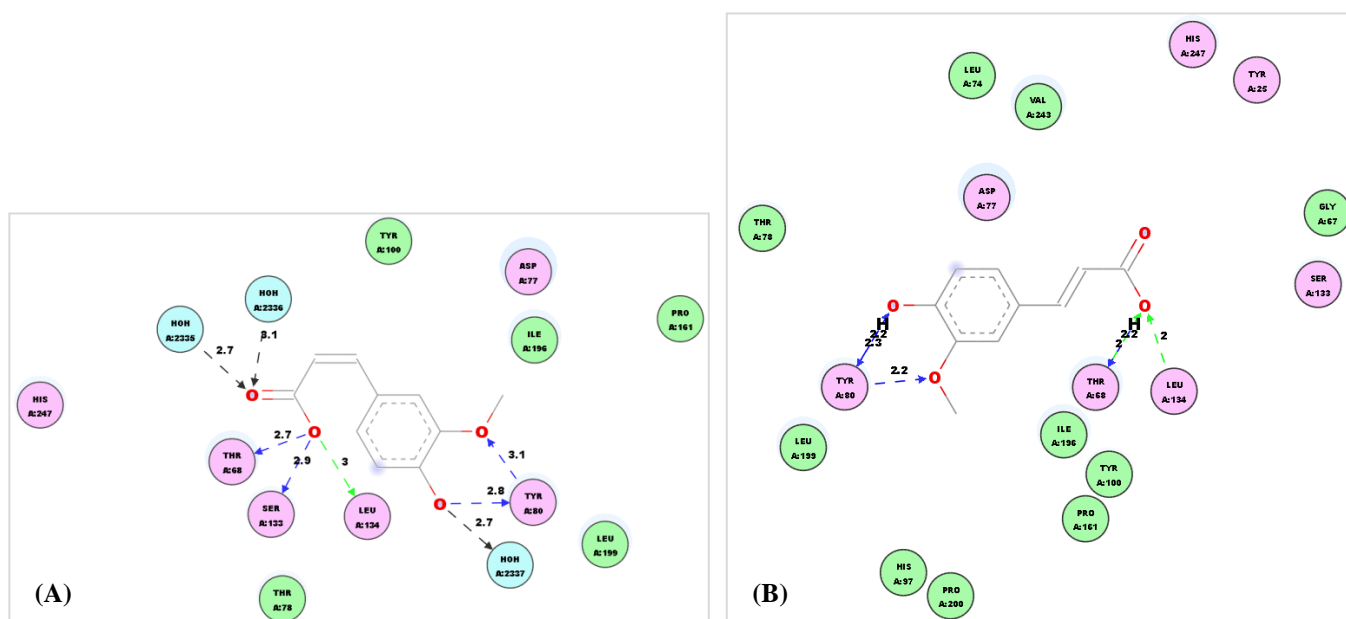 TYR
A:100
ASP
A:77
HOH
A:2336
HOH
A:2335
PRO
A:161
ILE
A:196
3.1
2.7
O
HIS
A:247
O
O
2.7
THR
A:68
2.9
3
3.1
SER
A:133
LEU
A:134
O
2.8
TYR
A:80
2.7
LEU
A:199
HOH
A:2337
THR
A:78
(A)
HIS
A:247
TYR
A:25
LEU
A:74
VAL
A:243
ASP
A:77
GLY
A:67
THR
A:78
O
SER
A:133
O
H
2.2
2.3
O
H
2.2
2
2
TYR
A:80
2.2
O
THR
A:68
LEU
A:134
LEU
A:199
ILE
A:196
TYR
A:100
PRO
A:161
HIS
A:97
PRO
A:200
(B)